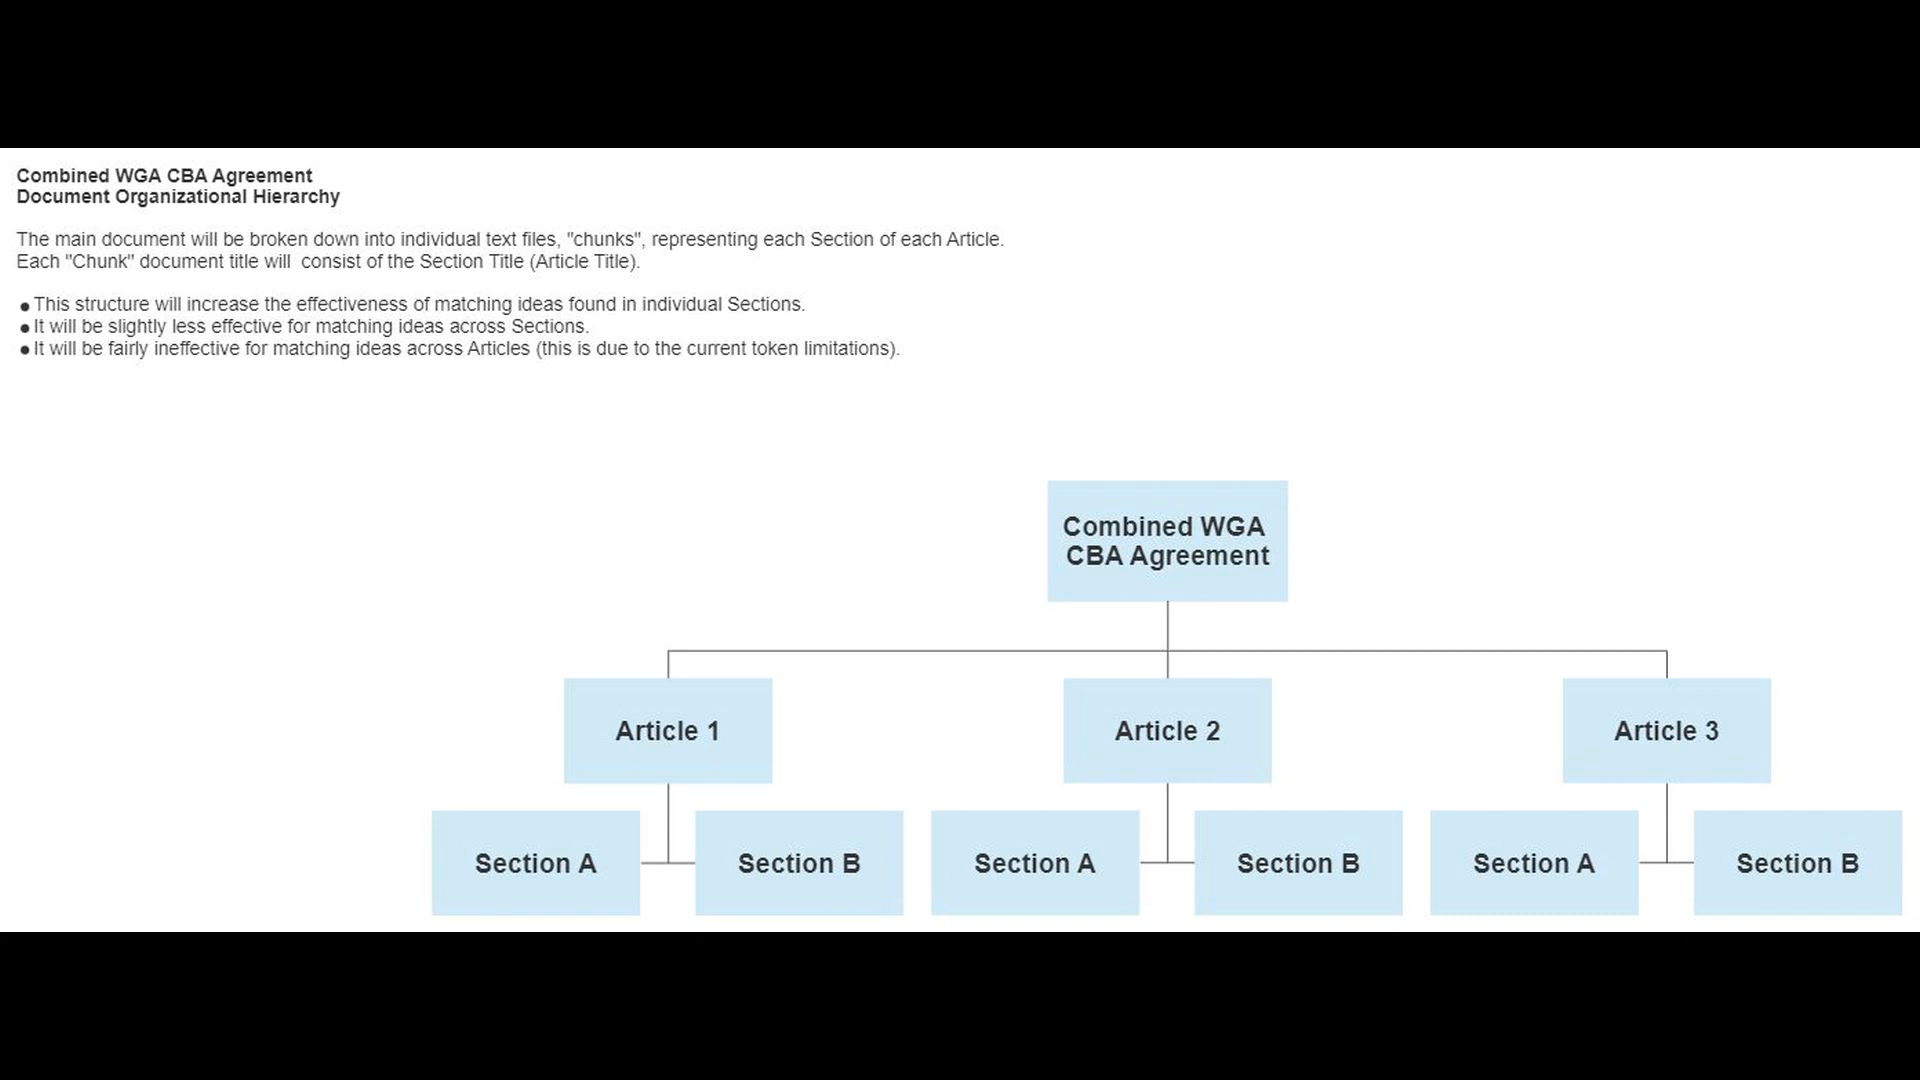 Combined WGA CBA Agreement
Document Organizational Hierarchy
The main document will be broken down into individual text files, "chunks", representing each Section of each Article.
Each "Chunk" document title will  consist of the Section Title (Article Title).
● This structure will increase the effectiveness of matching ideas found in individual Sections.
● It will be slightly less effective for matching ideas across Sections.
● It will be fairly ineffective for matching ideas across Articles (this is due to the current token limitations).
Combined WGA
CBA Agreement
Article 1
Article 2
Article 3
Section A
Section B
Section A
Section B
Section A
Section B